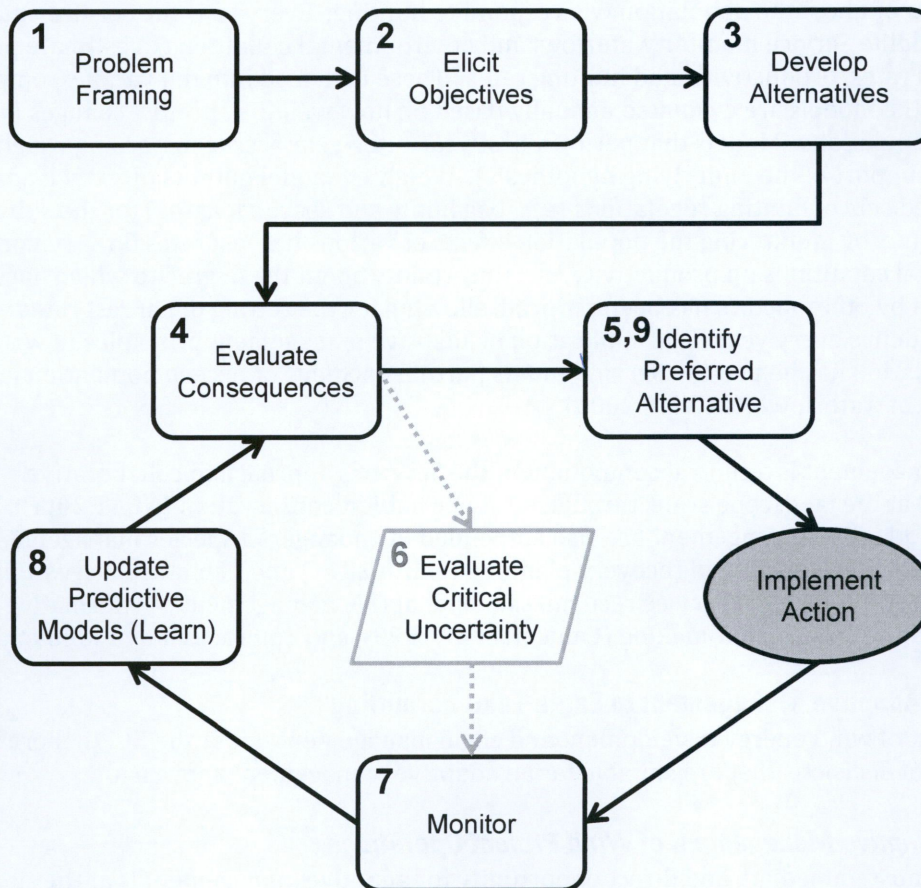 1
Problem
Framing
2
Elicit
Objectives
3
Develop
Alternatives
4
Evaluate
Consequences
5,9 Identify
Preferred
Alternative
6
Evaluate
Critical
Uncertainty
Implement
Action
8
Update
Predictive
Models (Learn)
7
Monitor